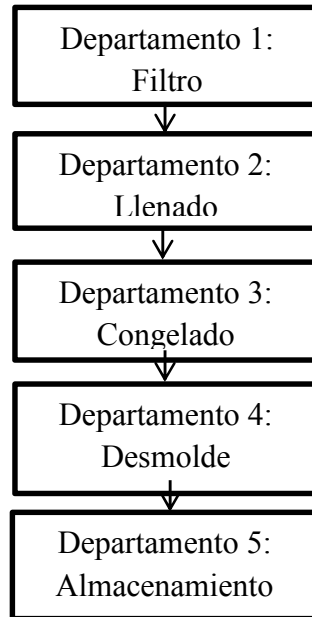 Departamento 1:
Filtro
Departamento 2:
Llenado
Departamento 3:
Congelado
Departamento 4:
Desmolde
Departamento 5:
Almacenamiento